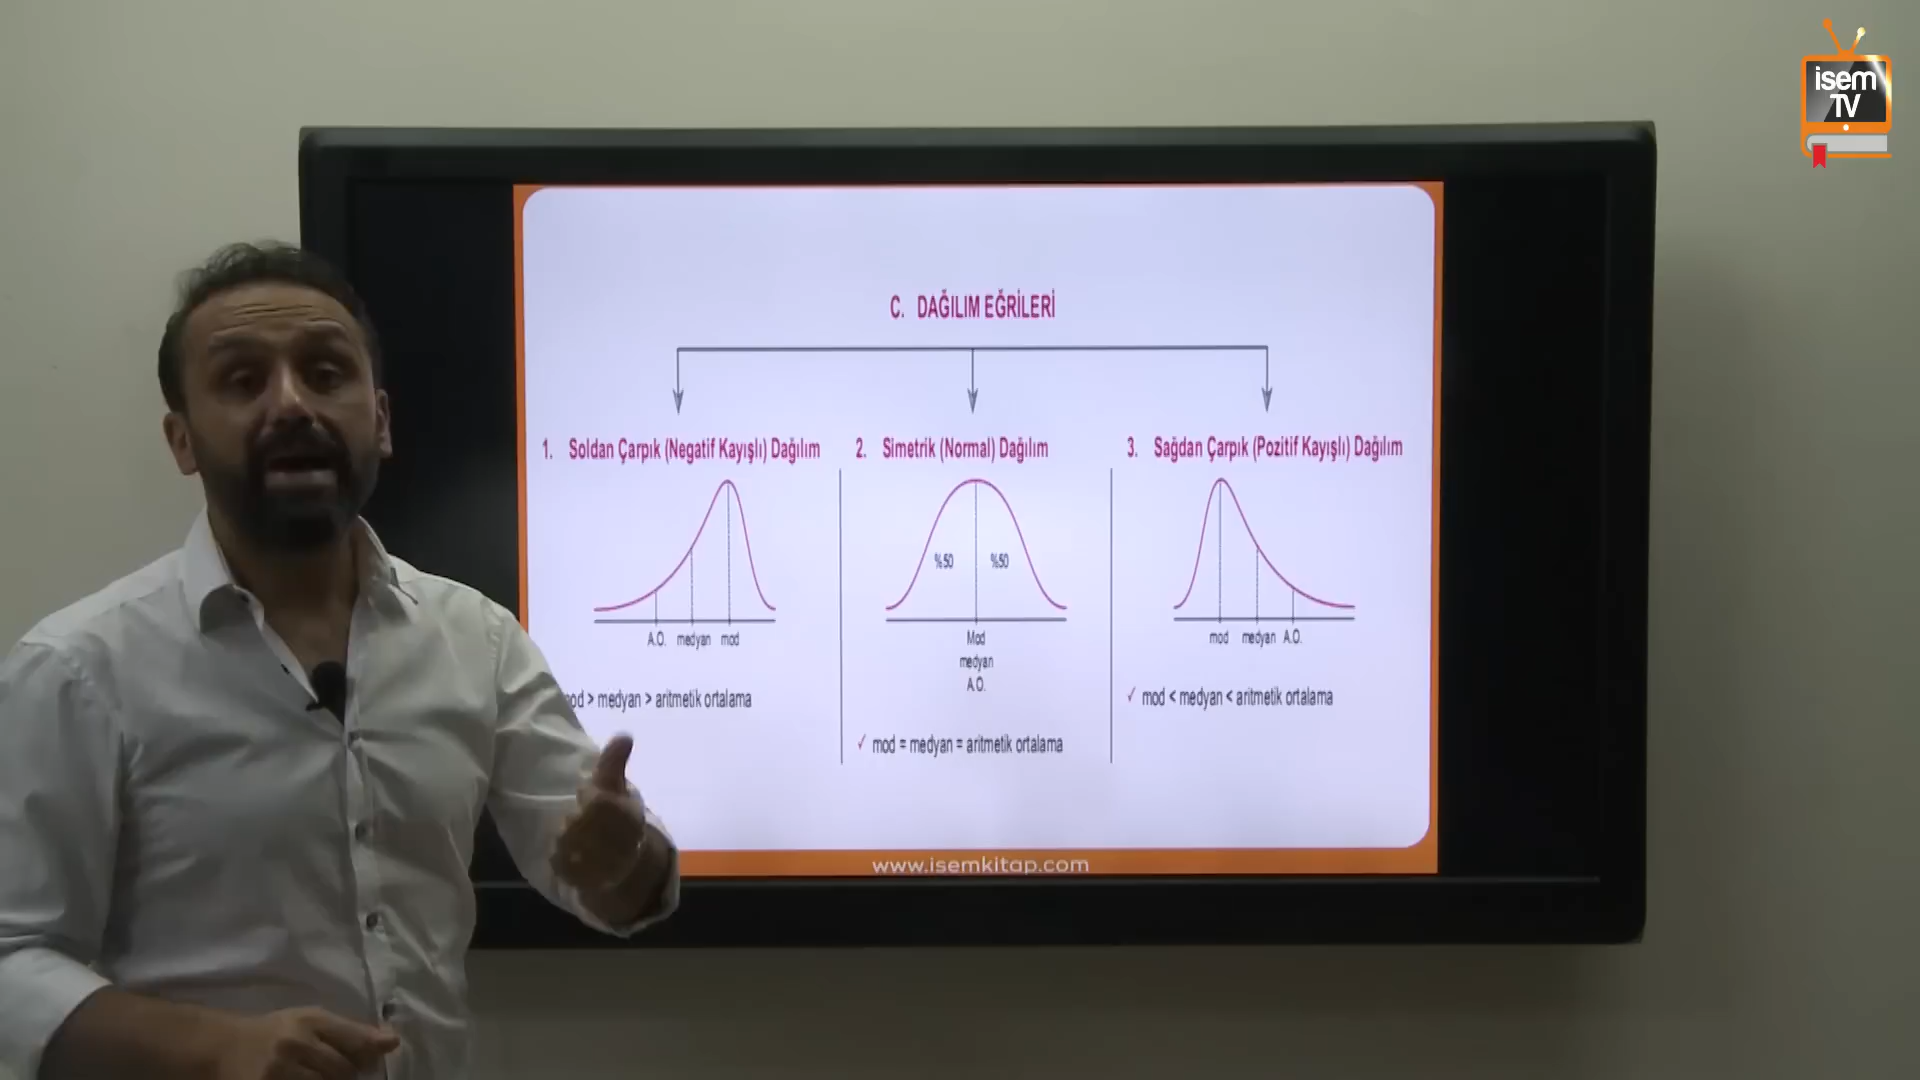 isem
TV
C. DAĞILIM EĞRİLERİ
1. Soldan Çarpık (Negatif Kayışlı) Dağılım
A.O. medyan mod
> medyan > aritmetik ortalama
2. Simetrik (Normal) Dağılım
%50 %50
Mod
medyan
A.O.
✓ mod = medyan = aritmetik ortalama
3. Sağdan Çarpık (Pozitif Kayışlı) Dağılım
mod medyan A.O.
✓ mod < medyan < aritmetik ortalama
www.isemkitap.com